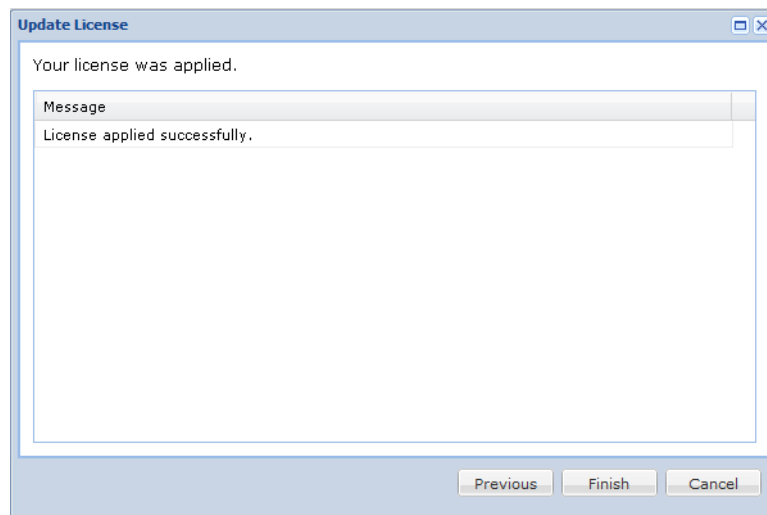 Update License
Your license was applied.
Message
License applied successfully.
Previous Finish Cancel